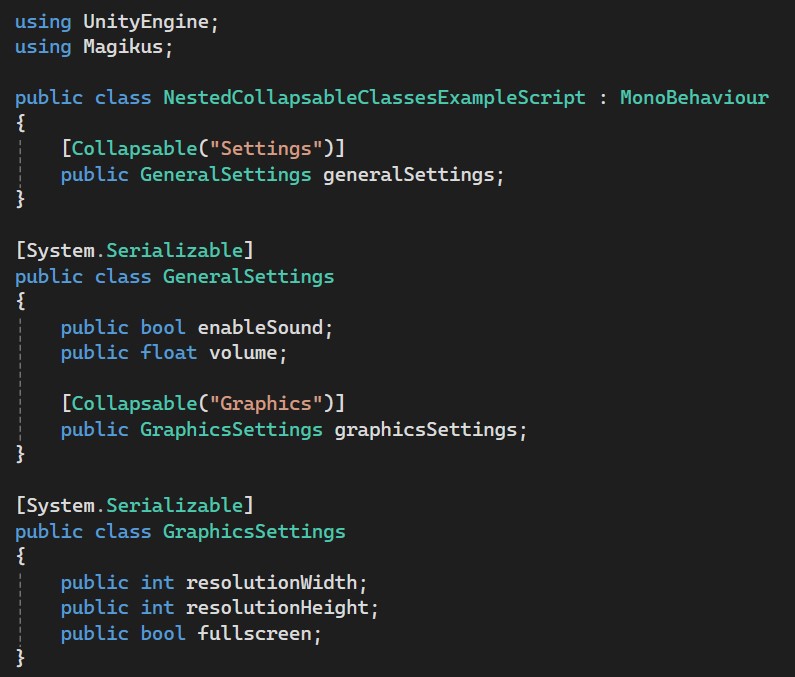 using UnityEngine;
using Magikus;

public class NestedCollapsableClassesExampleScript : MonoBehaviour
{
    [Collapsable("Settings")]
    public GeneralSettings generalSettings;
}

[System.Serializable]
public class GeneralSettings
{
    public bool enableSound;
    public float volume;

    [Collapsable("Graphics")]
    public GraphicsSettings graphicsSettings;
}

[System.Serializable]
public class GraphicsSettings
{
    public int resolutionWidth;
    public int resolutionHeight;
    public bool fullscreen;
}